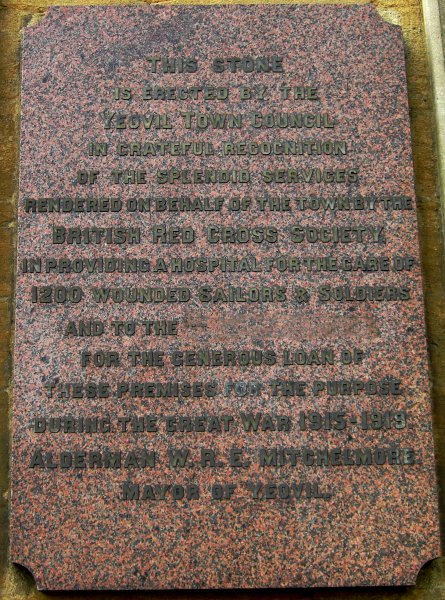 THIS STONE
IS ERECTED BY THE
YEOVIL TOWN COUNCIL
IN GRATEFUL RECOGNITION
OF THE SPLENDID SERVICES
RENDERED ON BEHALF OF THE TOWN BY THE
BRITISH RED CROSS SOCIETY
IN PROVIDING A HOSPITAL FOR THE CARE OF
1200 WOUNDED SAILORS & SOLDIERS
AND TO THE
FOR THE GENEROUS LOAN OF
THESE PREMISES FOR THE PURPOSE
DURING THE GREAT WAR 1915-1919
ALDERMAN W. R. E. MITCHELMORE
MAYOR OF YEOVIL.